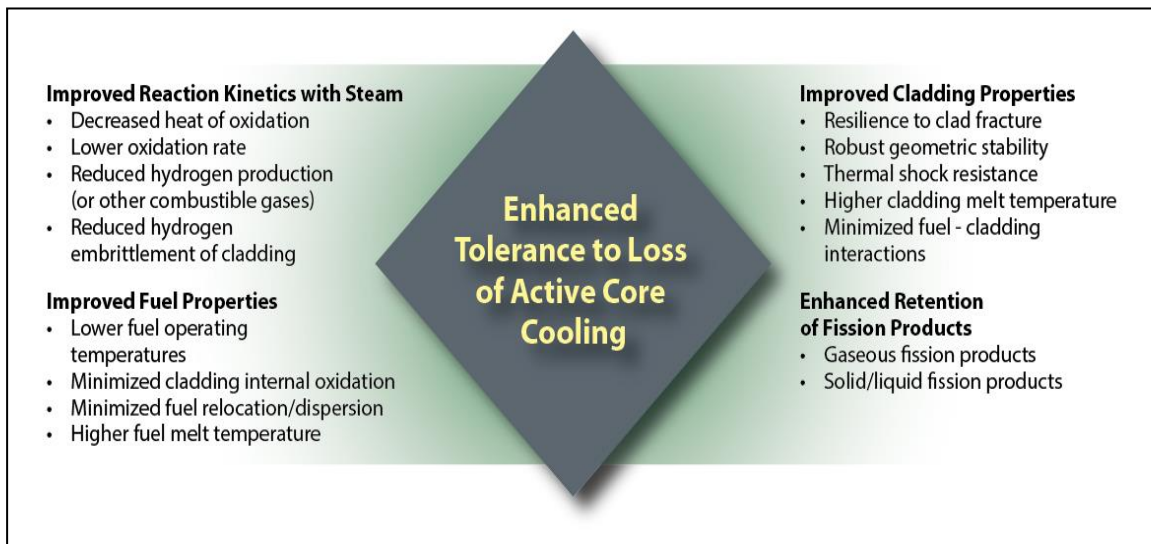 Improved Reaction Kinetics with Steam
• Decreased heat of oxidation
• Lower oxidation rate
• Reduced hydrogen production
(or other combustible gases)
• Reduced hydrogen
embrittlement of cladding
Improved Fuel Properties
• Lower fuel operating
temperatures
• Minimized cladding internal oxidation
• Minimized fuel relocation/dispersion
• Higher fuel melt temperature
Enhanced
Tolerance to Loss
of Active Core
Cooling
Improved Cladding Properties
• Resilience to clad fracture
• Robust geometric stability
• Thermal shock resistance
• Higher cladding melt temperature
• Minimized fuel - cladding
interactions
Enhanced Retention
of Fission Products
• Gaseous fission products
• Solid/liquid fission products